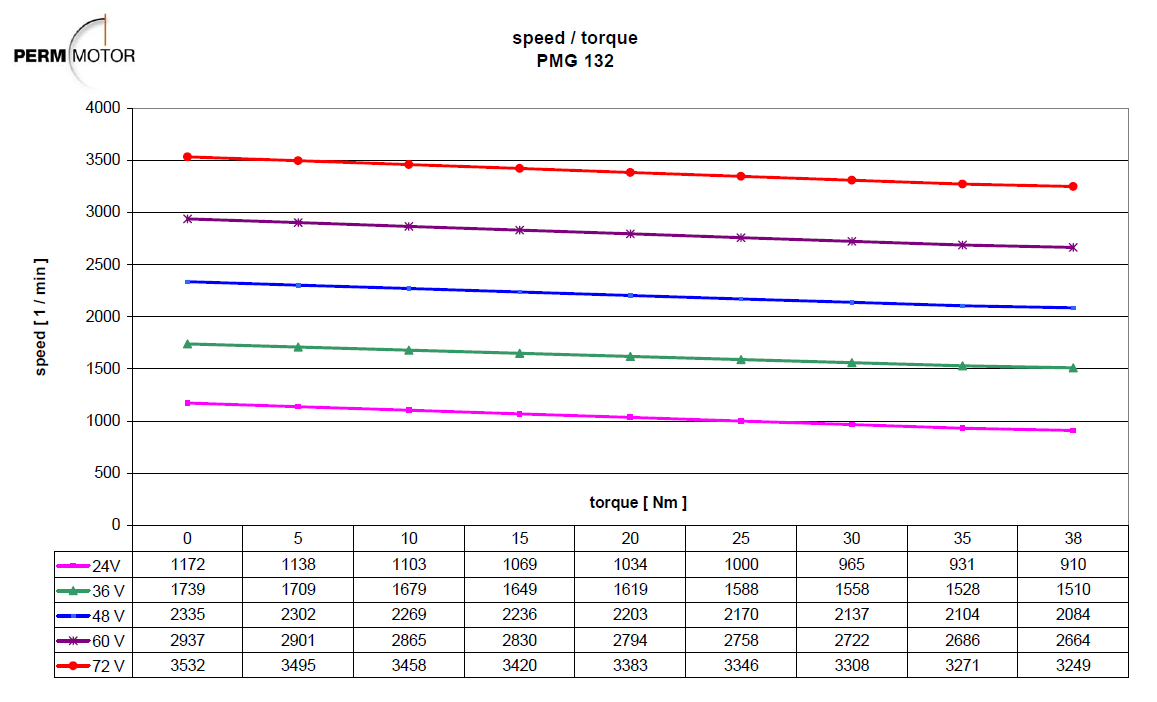 speed / torque
PMG 132
PERM MOTOR
4000
3500
3000
2500
2000
1500
1000
500
0
speed [ 1 / min ]
torque [ Nm ]
0 5 10 15 20 25 30 35 38
24V 1172 1138 1103 1069 1034 1000 965 931 910
36 V 1739 1709 1679 1649 1619 1588 1558 1528 1510
48 V 2335 2302 2269 2236 2203 2170 2137 2104 2084
60 V 2937 2901 2865 2830 2794 2758 2722 2686 2664
72 V 3532 3495 3458 3420 3383 3346 3308 3271 3249